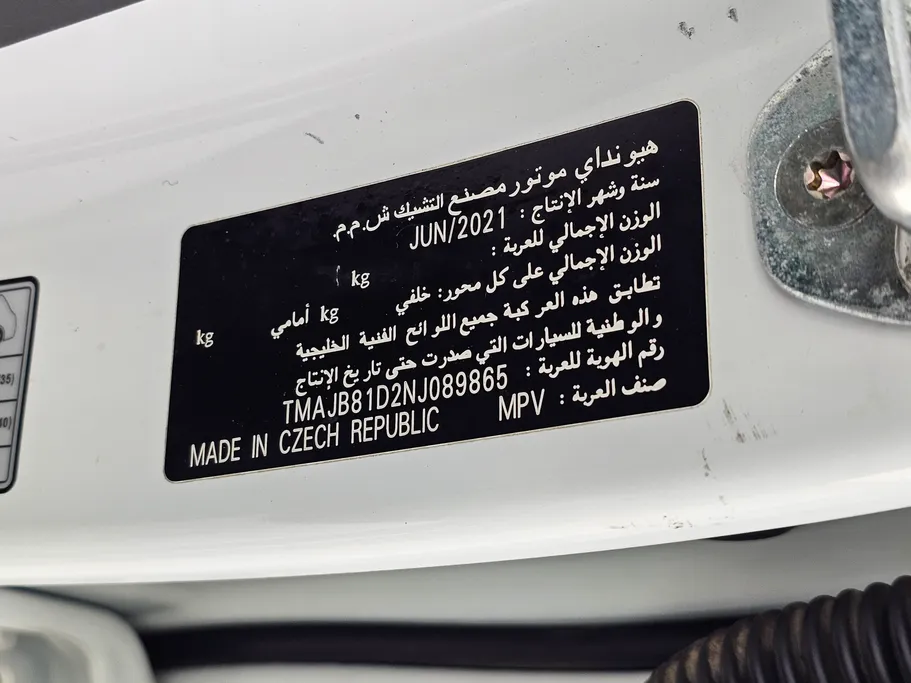 هيونداي موتور مصنع التشيك ش.م.م.
سنة وشهر الإنتاج : JUN/2021
الوزن الإجمالي للعربة : kg
الوزن الإجمالي على كل محور: خلفي kg أمامي kg
تطابق هذه العركبة جميع اللوائح الفنية الخليجية
والوطنية للسيارات التي صدرت حتى تاريخ الإنتاج
رقم الهوية للعربة : TMAJB81D2NJ089865
صنف العربة : MPV MADE IN CZECH REPUBLIC
35)